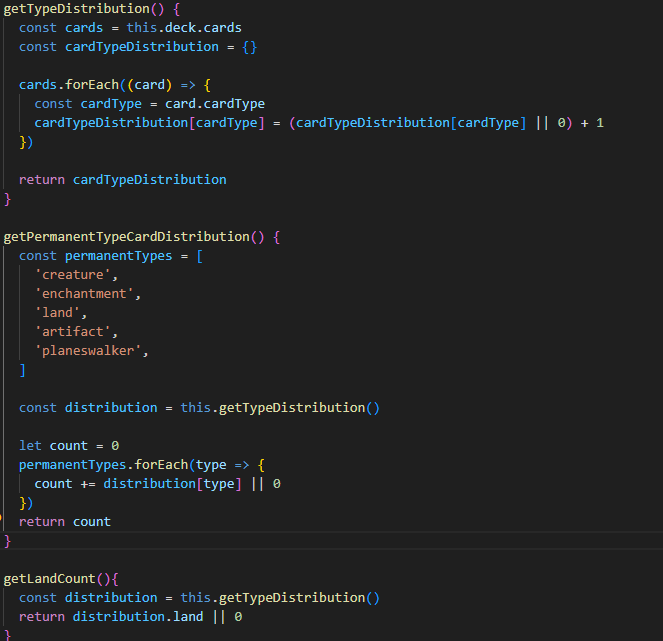 getTypeDistribution() {
  const cards = this.deck.cards
  const cardTypeDistribution = {}

  cards.forEach((card) => {
    const cardType = card.cardType
    cardTypeDistribution[cardType] = (cardTypeDistribution[cardType] || 0) + 1
  })

  return cardTypeDistribution
}

getPermanentTypeCardDistribution() {
  const permanentTypes = [
    'creature',
    'enchantment',
    'land',
    'artifact',
    'planeswalker',
  ]

  const distribution = this.getTypeDistribution()

  let count = 0
  permanentTypes.forEach(type => {
    count += distribution[type] || 0
  })
  return count
}

getLandCount(){
  const distribution = this.getTypeDistribution()
  return distribution.land || 0
}